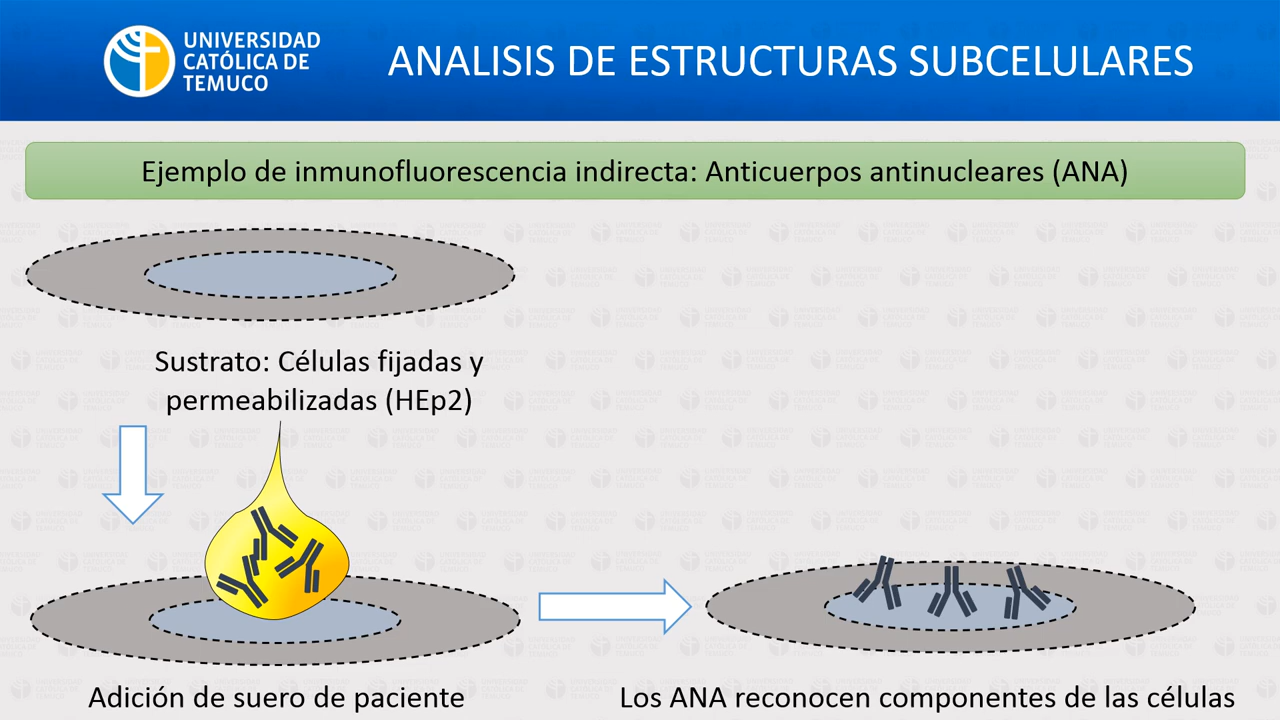 UNIVERSIDAD
CATÓLICA DE
TEMUCO
ANALISIS DE ESTRUCTURAS SUBCELULARES
Ejemplo de inmunofluorescencia indirecta: Anticuerpos antinucleares (ANA)
Sustrato: Células fijadas y
permeabilizadas (HEp2)
Adición de suero de paciente
Los ANA reconocen componentes de las células